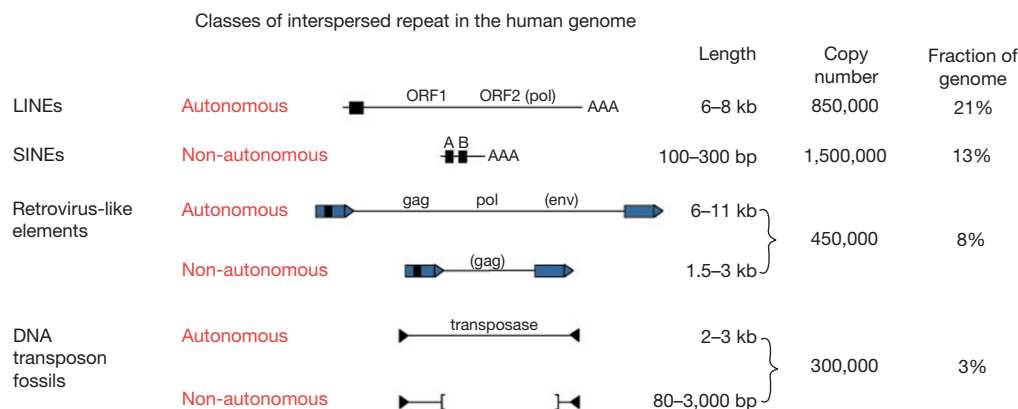 Classes of interspersed repeat in the human genome
Length Copy number Fraction of genome
LINEs Autonomous ORF1 ORF2 (pol) AAA 6–8 kb 850,000 21%
SINEs Non-autonomous A B AAA 100–300 bp 1,500,000 13%
Retrovirus-like elements Autonomous gag pol (env) 6–11 kb
450,000 8%
Non-autonomous (gag) 1.5–3 kb
DNA transposon fossils Autonomous transposase 2–3 kb
300,000 3%
Non-autonomous 80–3,000 bp